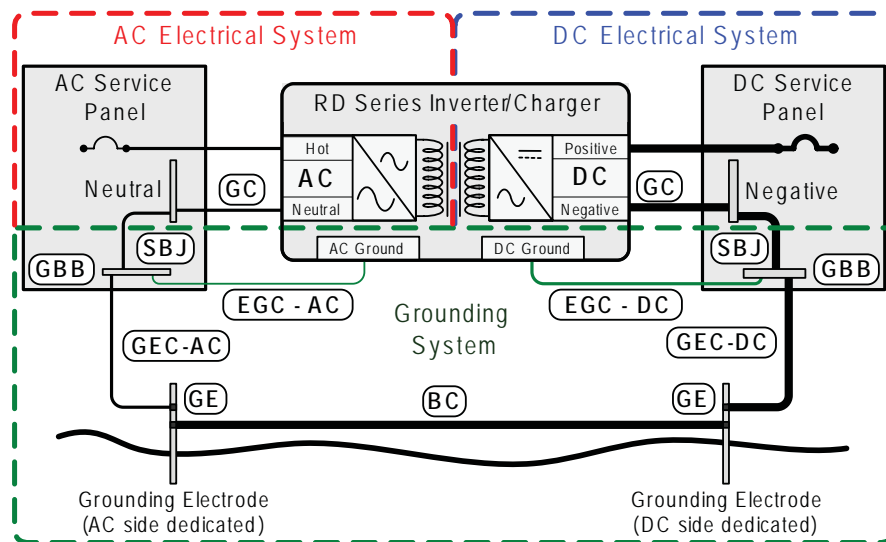 AC Electrical System
DC Electrical System
AC Service
Panel
RD Series Inverter/Charger
DC Service
Panel
Hot
AC
Neutral
Positive
DC
Negative
Neutral
GC
GC
Negative
SBJ
AC Ground
DC Ground
SBJ
GBB
GBB
EGC - AC
EGC - DC
Grounding
System
GEC-AC
GEC-DC
GE
BC
GE
Grounding Electrode
(AC side dedicated)
Grounding Electrode
(DC side dedicated)